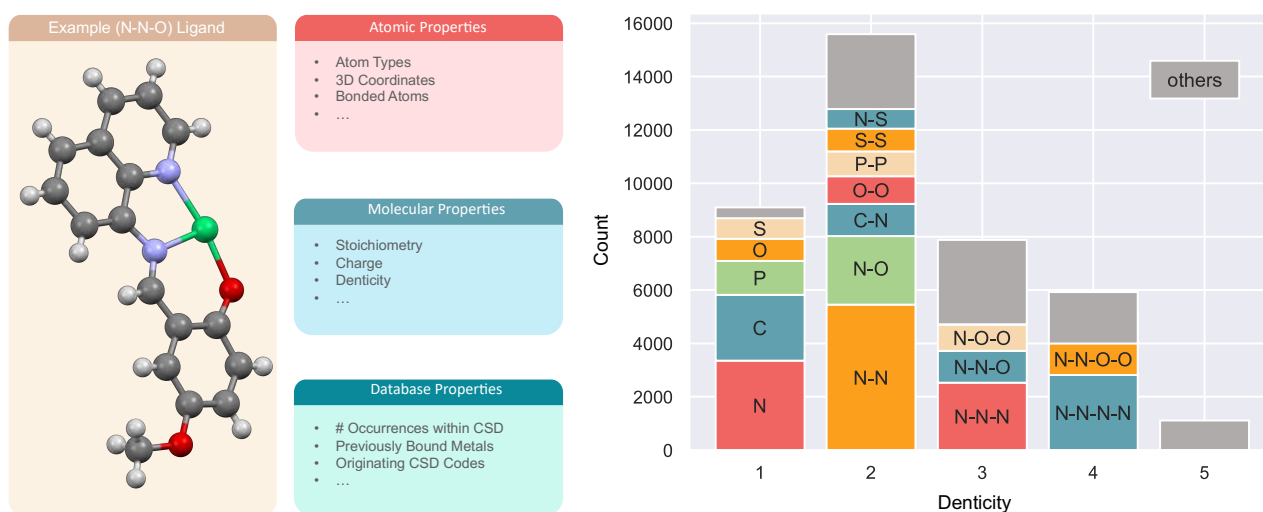 Example (N-N-O) Ligand
Atomic Properties
• Atom Types
• 3D Coordinates
• Bonded Atoms
• …
Molecular Properties
• Stoichiometry
• Charge
• Denticity
• …
Database Properties
• # Occurrences within CSD
• Previously Bound Metals
• Originating CSD Codes
• …
Count
16000
14000
12000
10000
8000
6000
4000
2000
0
S
O
P
C
N
N-S
S-S
P-P
O-O
C-N
N-O
N-N
N-O-O
N-N-O
N-N-N
N-N-O-O
N-N-N-N
others
1
2
3
4
5
Denticity